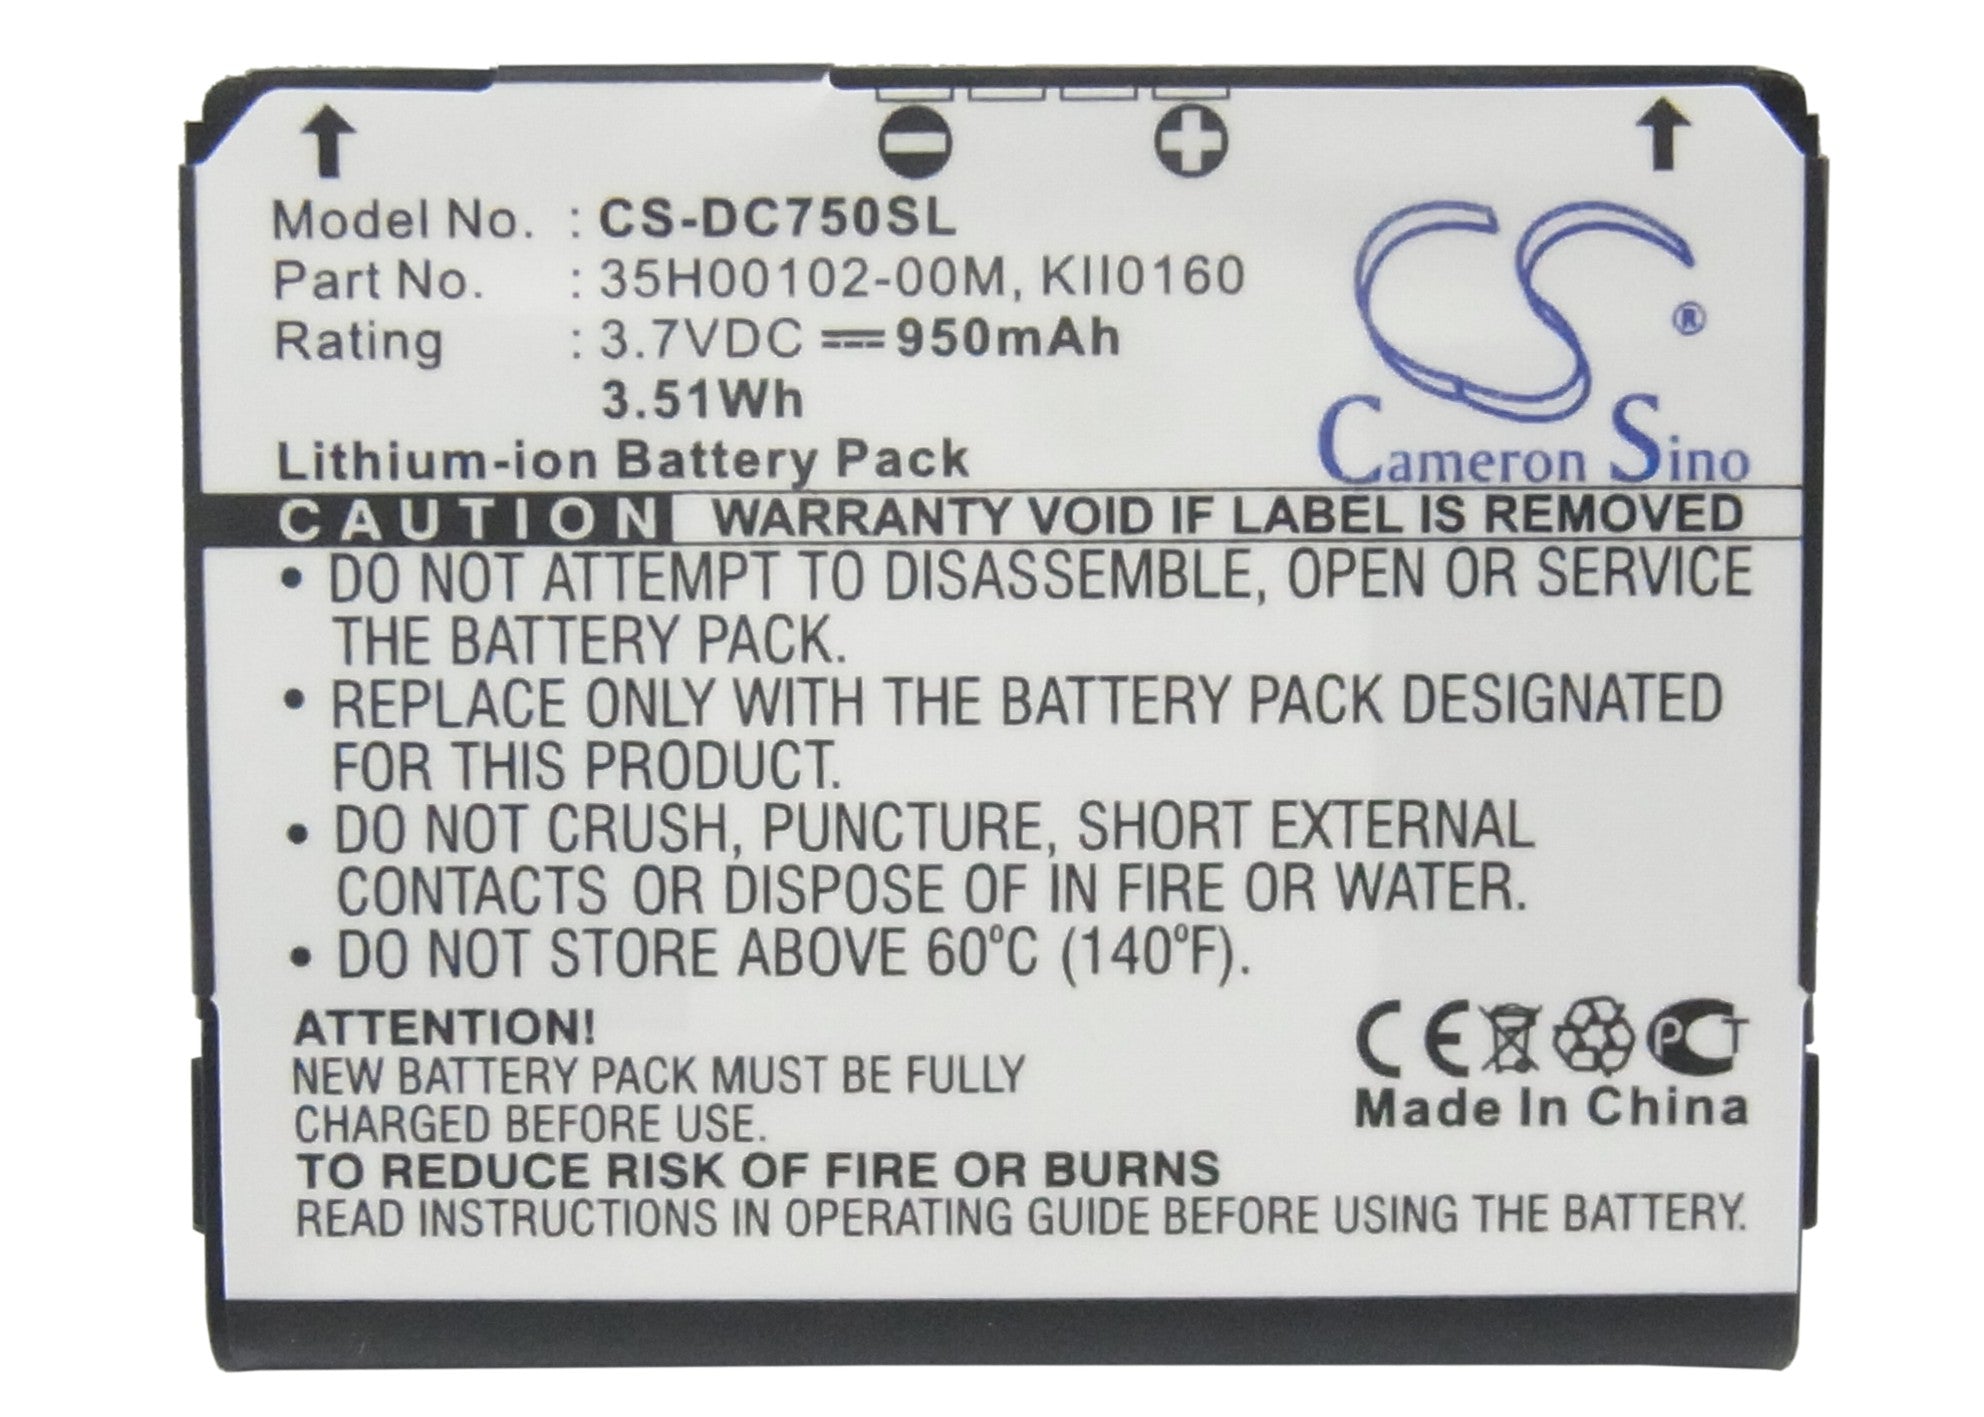 Model No. : CS-DC750SL
Part No. : 35H00102-00M, KII0160
Rating : 3.7VDC 950mAh
3.51Wh
Lithium-ion Battery Pack
CS ®
Cameron Sino
CAUTION WARRANTY VOID IF LABEL IS REMOVED
• DO NOT ATTEMPT TO DISASSEMBLE, OPEN OR SERVICE
THE BATTERY PACK.
• REPLACE ONLY WITH THE BATTERY PACK DESIGNATED
FOR THIS PRODUCT.
• DO NOT CRUSH, PUNCTURE, SHORT EXTERNAL
CONTACTS OR DISPOSE OF IN FIRE OR WATER.
• DO NOT STORE ABOVE 60°C (140°F).
ATTENTION!
NEW BATTERY PACK MUST BE FULLY
CHARGED BEFORE USE.
CE PCT
Made In China
TO REDUCE RISK OF FIRE OR BURNS
READ INSTRUCTIONS IN OPERATING GUIDE BEFORE USING THE BATTERY.